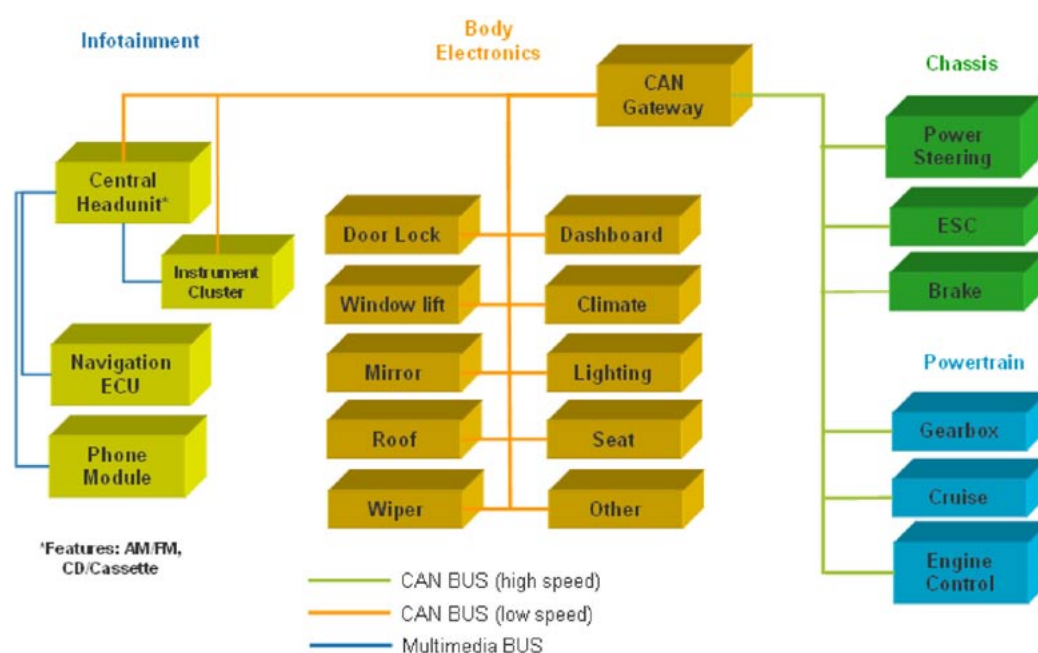 Infotainment
Body
Electronics
CAN
Gateway
Chassis
Power
Steering
Central
Headunit*
Door Lock
Dashboard
ESC
Instrument
Cluster
Window lift
Climate
Brake
Navigation
ECU
Mirror
Lighting
Powertrain
Roof
Seat
Gearbox
Phone
Module
Wiper
Other
Cruise
*Features: AM/FM,
CD/Cassette
Engine
Control
CAN BUS (high speed)
CAN BUS (low speed)
Multimedia BUS